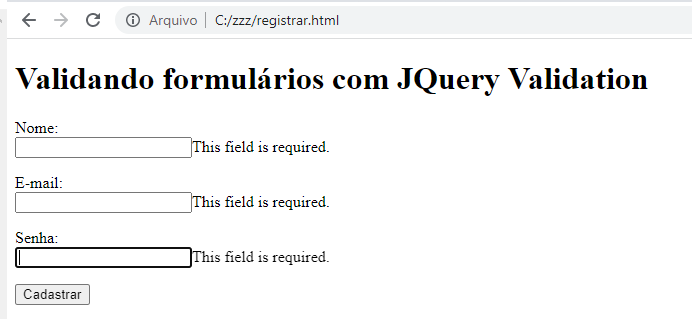 Arquivo | C:/zzz/registrar.html
Validando formulários com JQuery Validation
Nome:
This field is required.
E-mail:
This field is required.
Senha:
This field is required.
Cadastrar